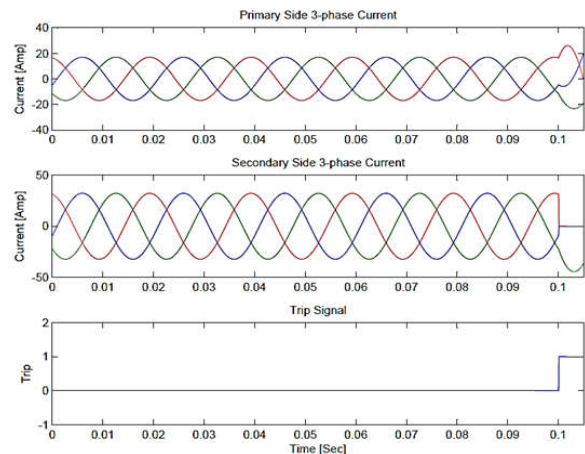 Primary Side 3-phase Current
40
20
0
-20
-40
Current [Amp]
0 0.01 0.02 0.03 0.04 0.05 0.06 0.07 0.08 0.09 0.1
Secondary Side 3-phase Current
50
0
-50
Current [Amp]
0 0.01 0.02 0.03 0.04 0.05 0.06 0.07 0.08 0.09 0.1
Trip Signal
2
1
0
-1
Trip
0 0.01 0.02 0.03 0.04 0.05 0.06 0.07 0.08 0.09 0.1
Time [Sec]